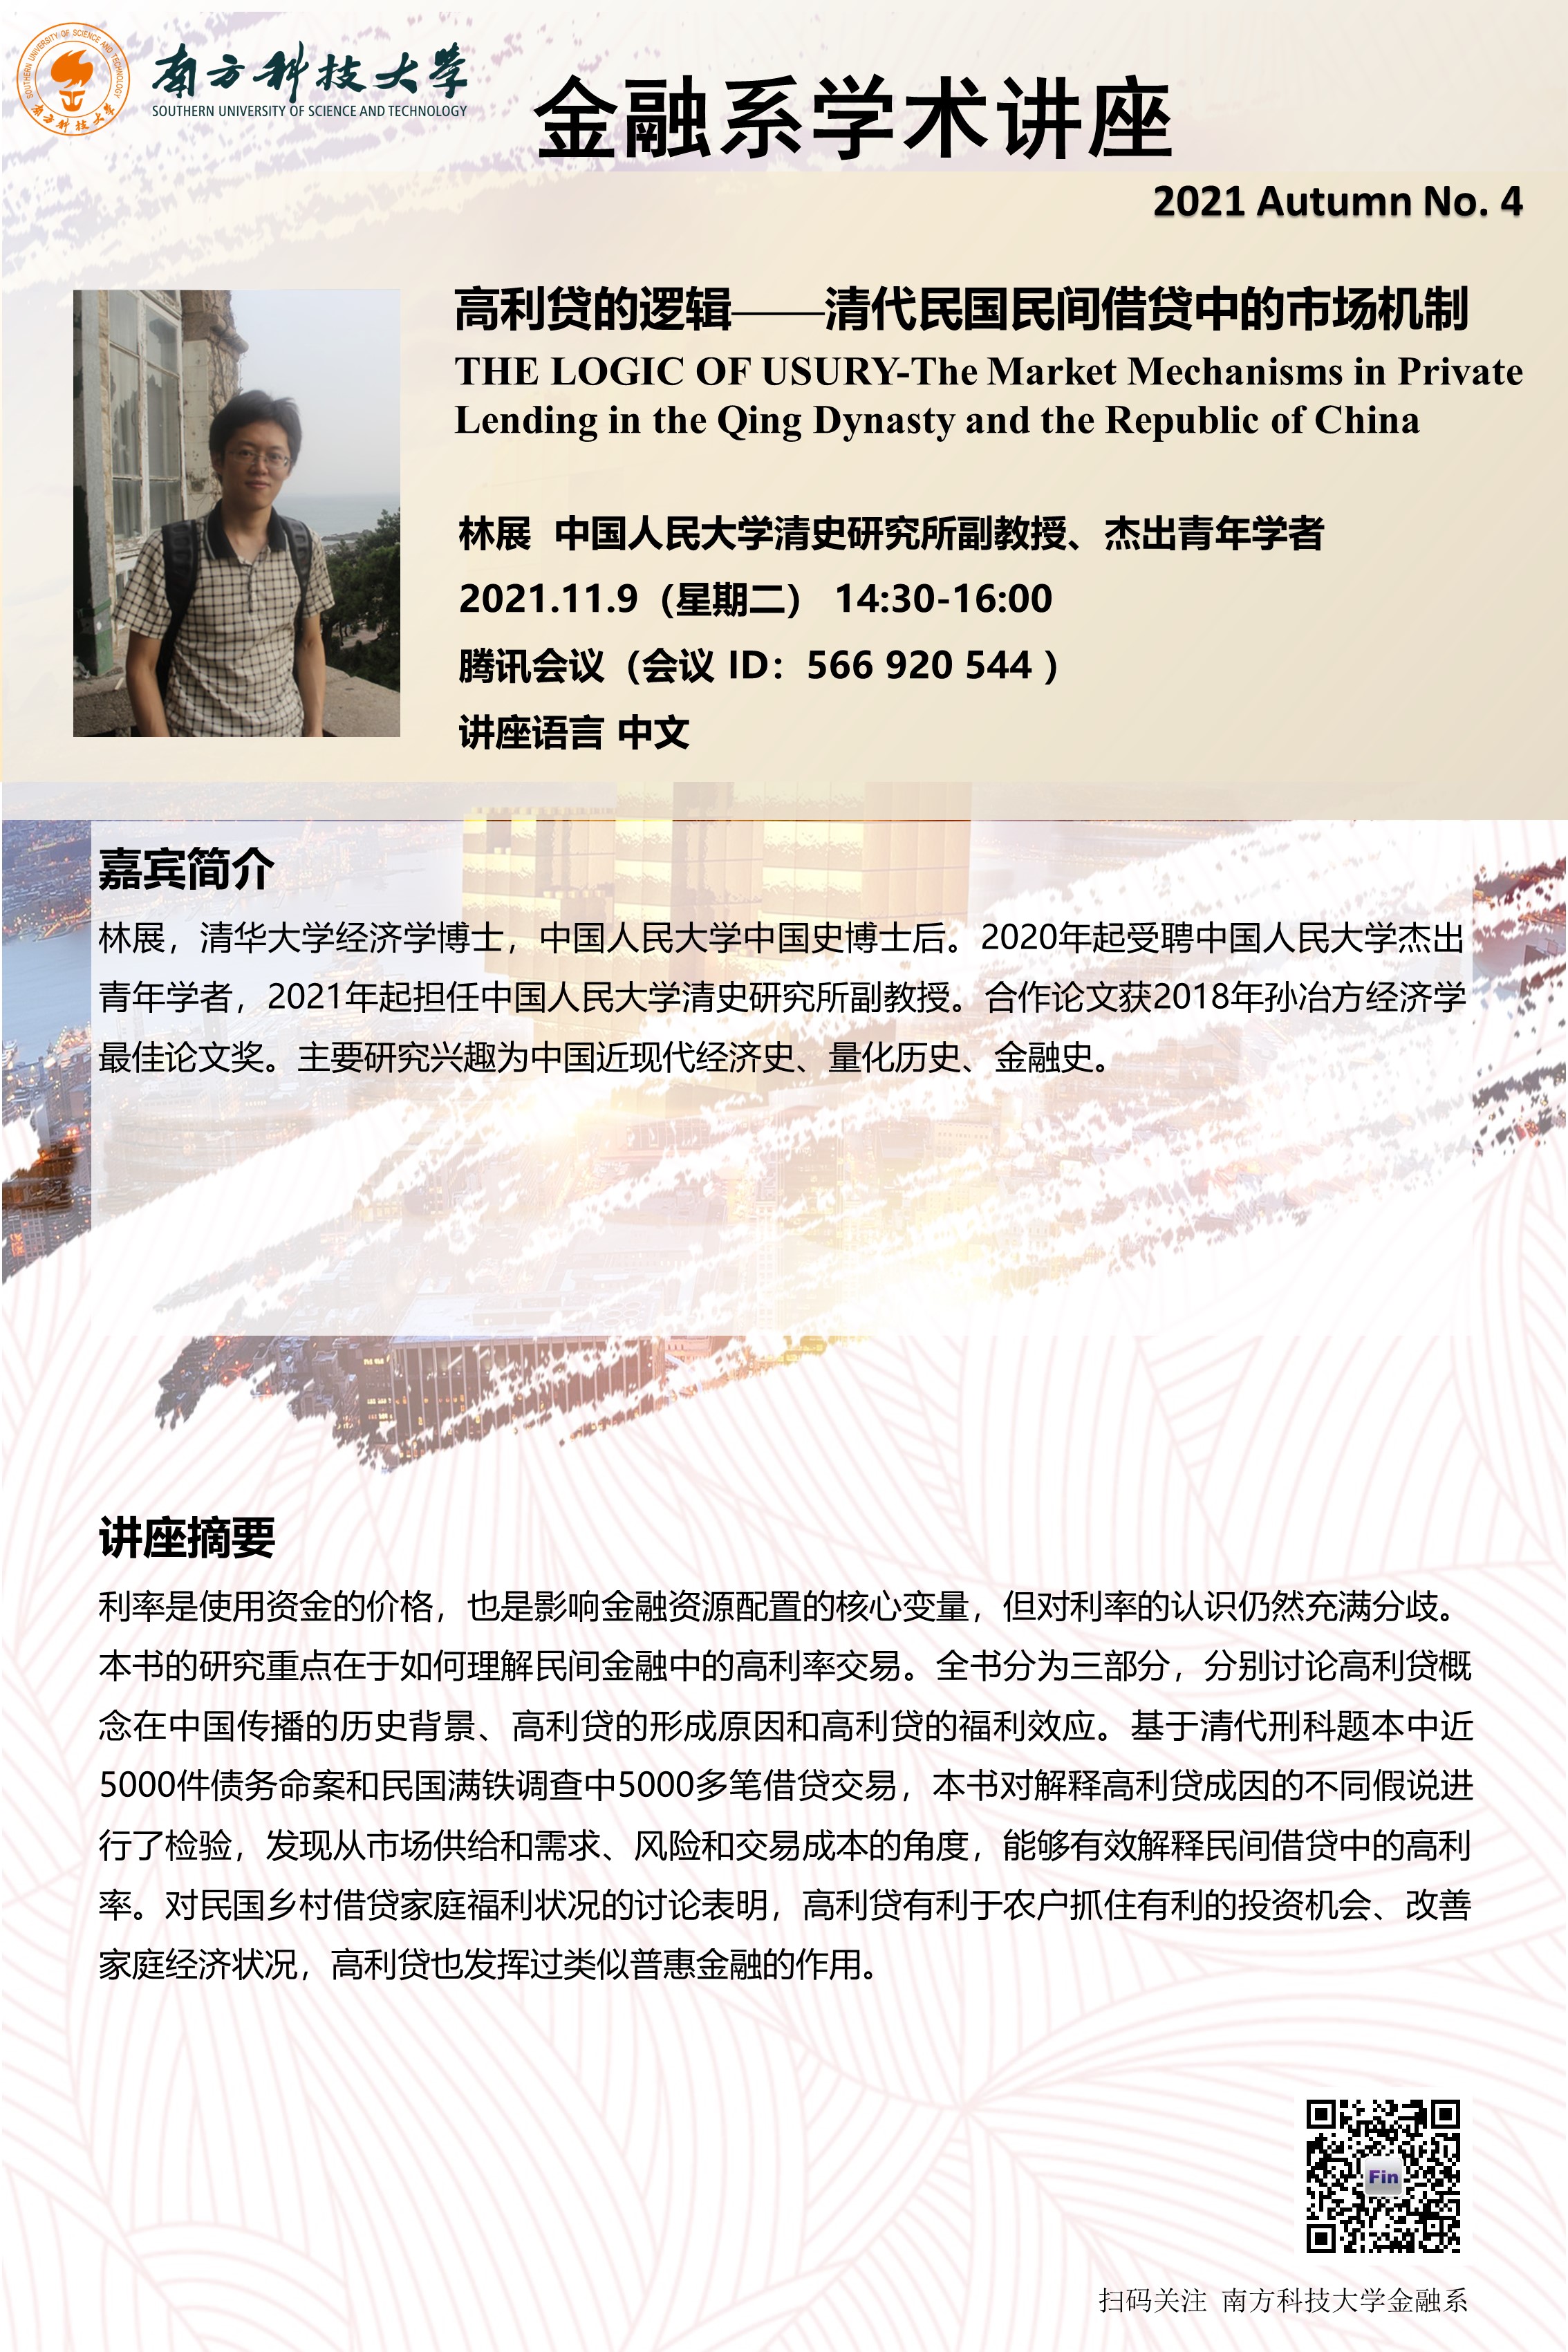 SOUTHERN UNIVERSITY OF SCIENCE AND TECHNOLOGY
南方科技大学
南方科技大学
SOUTHERN UNIVERSITY OF SCIENCE AND TECHNOLOGY
金融系学术讲座
2021 Autumn No. 4
高利贷的逻辑——清代民国民间借贷中的市场机制
THE LOGIC OF USURY-The Market Mechanisms in Private
Lending in the Qing Dynasty and the Republic of China
林展 中国人民大学清史研究所副教授、杰出青年学者
2021.11.9（星期二） 14:30-16:00
腾讯会议（会议 ID：566 920 544 ）
讲座语言 中文
嘉宾简介
林展，清华大学经济学博士，中国人民大学中国史博士后。2020年起受聘中国人民大学杰出
青年学者，2021年起担任中国人民大学清史研究所副教授。合作论文获2018年孙冶方经济学
最佳论文奖。主要研究兴趣为中国近现代经济史、量化历史、金融史。
讲座摘要
利率是使用资金的价格，也是影响金融资源配置的核心变量，但对利率的认识仍然充满分歧。
本书的研究重点在于如何理解民间金融中的高利率交易。全书分为三部分，分别讨论高利贷概
念在中国传播的历史背景、高利贷的形成原因和高利贷的福利效应。基于清代刑科题本中近
5000件债务命案和民国满铁调查中5000多笔借贷交易，本书对解释高利贷成因的不同假说进
行了检验，发现从市场供给和需求、风险和交易成本的角度，能够有效解释民间借贷中的高利
率。对民国乡村借贷家庭福利状况的讨论表明，高利贷有利于农户抓住有利的投资机会、改善
家庭经济状况，高利贷也发挥过类似普惠金融的作用。
Fin
扫码关注 南方科技大学金融系